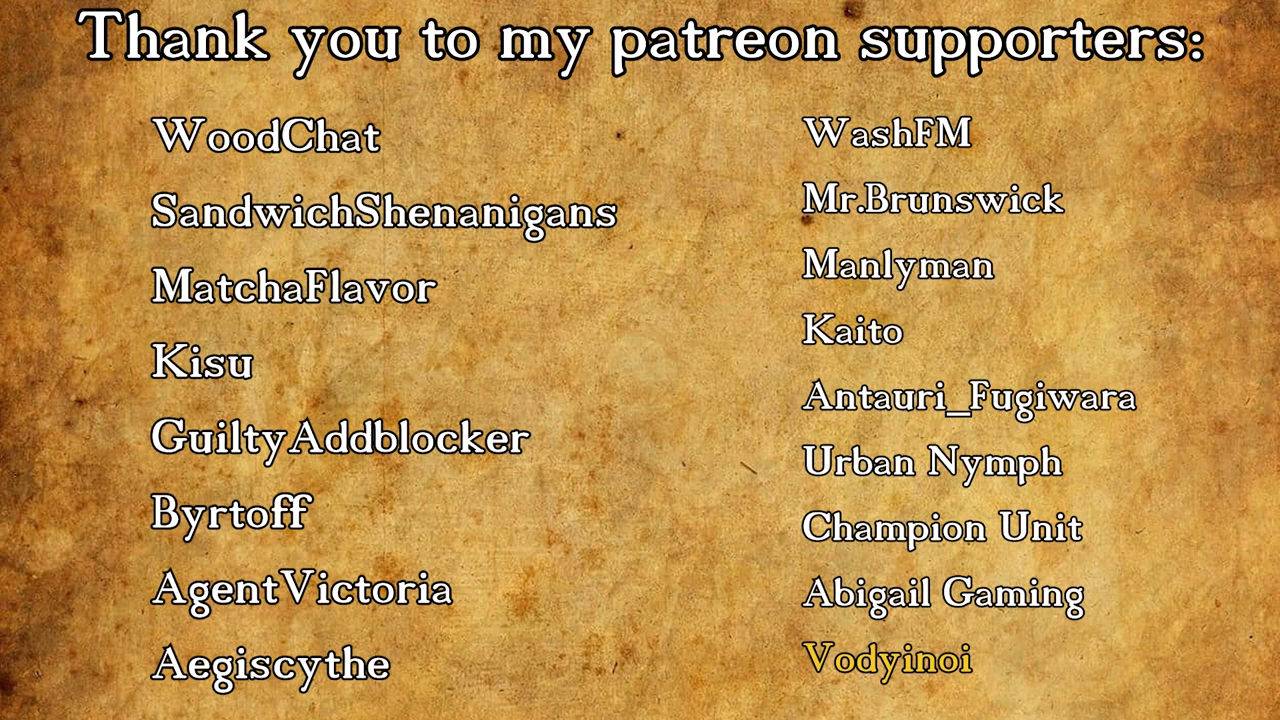 Thank you to my patreon supporters:
WoodChat
SandwichShenanigans
MatchaFlavor
Kisu
GuiltyAddblocker
Byrtoff
AgentVictoria
Aegiscythe
WashFM
Mr.Brunswick
Manlyman
Kaito
Antauri_Fugiwara
Urban Nymph
Champion Unit
Abigail Gaming
Vodyinoi